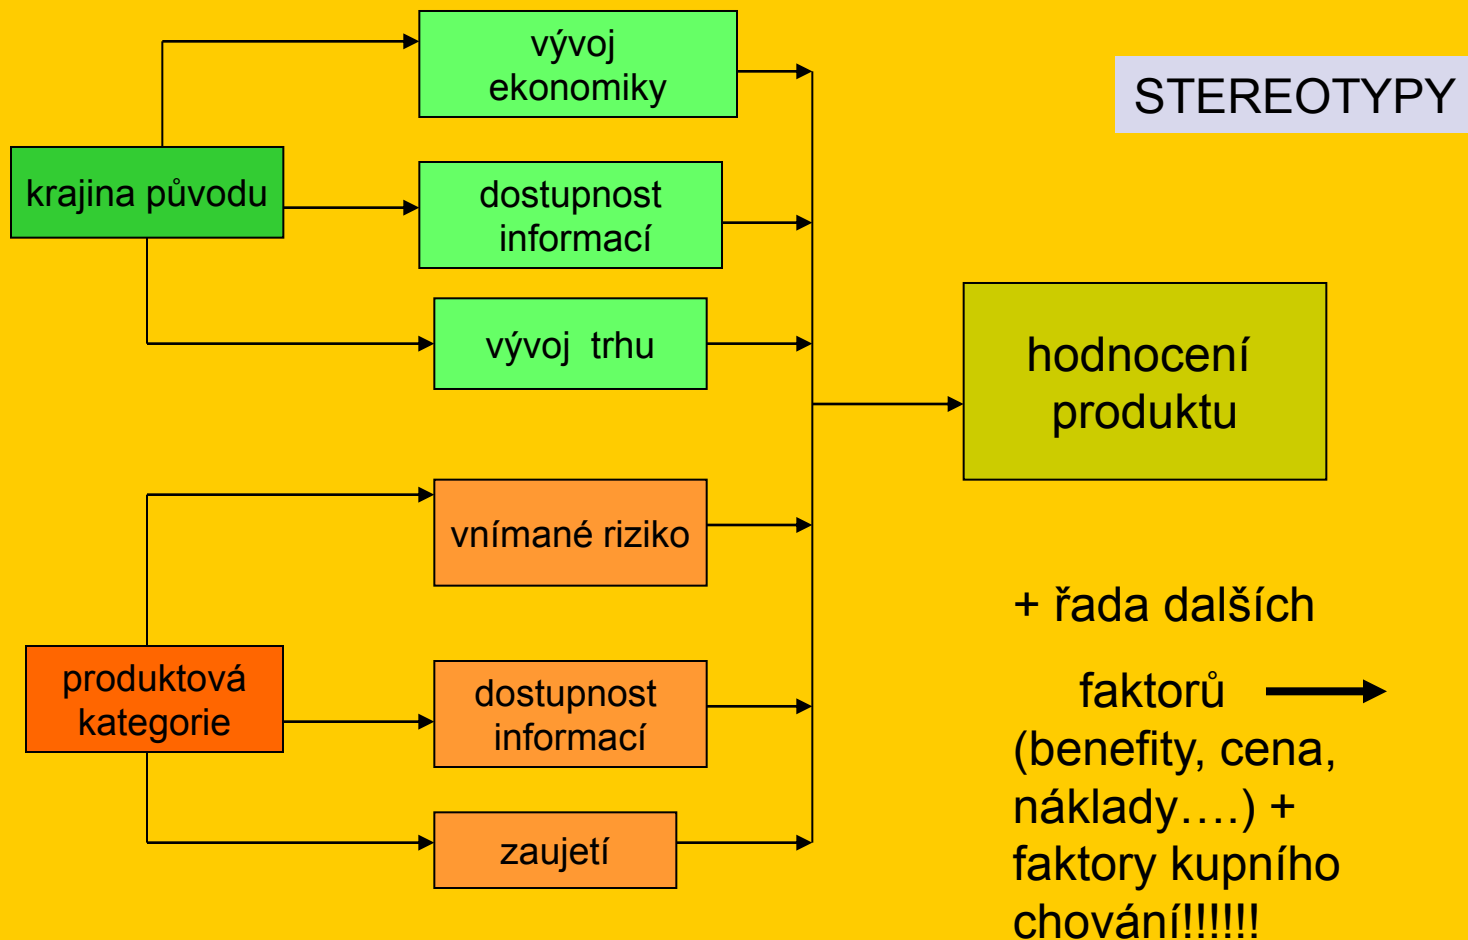 vývoj
ekonomiky
STEREOTYPY
krajina původu
dostupnost
informací
vývoj trhu
hodnocení
produktu
vnímané riziko
produktová
kategorie
dostupnost
informací
zaujetí
+ řada dalších
faktorů
(benefity, cena,
náklady….) +
faktory kupního
chování!!!!!!